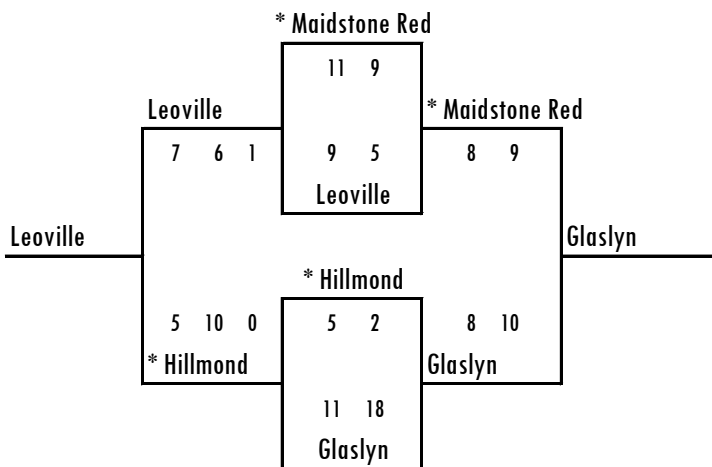 * Maidstone Red
11 9
Leoville
* Maidstone Red
7 6 1
9 5
8 9
Leoville
Leoville
Glaslyn
* Hillmond
5 10 0
5 2
8 10
* Hillmond
Glaslyn
11 18
Glaslyn